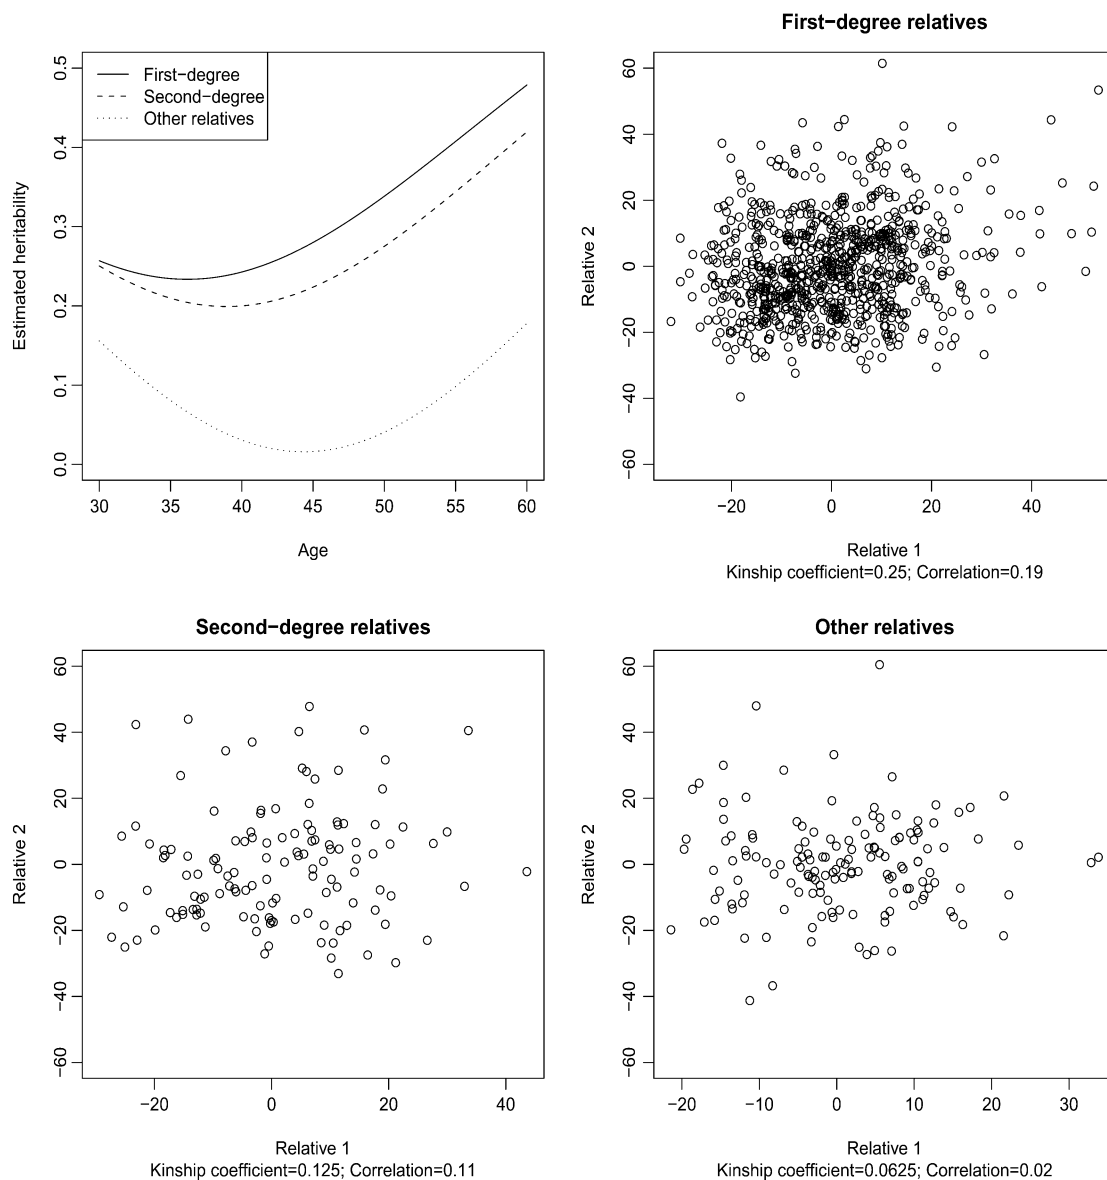 First-degree
Second-degree
Other relatives
0.5
0.4
0.3
0.2
0.1
0.0
Estimated heritability
30 35 40 45 50 55 60
Age
First−degree relatives
60
40
20
0
−20
−40
−60
Relative 2
−20 0 20 40
Relative 1
Kinship coefficient=0.25; Correlation=0.19
Second−degree relatives
60
40
20
0
−20
−40
−60
Relative 2
−20 0 20 40
Relative 1
Kinship coefficient=0.125; Correlation=0.11
Other relatives
60
40
20
0
−20
−40
−60
Relative 2
−20 −10 0 10 20 30
Relative 1
Kinship coefficient=0.0625; Correlation=0.02